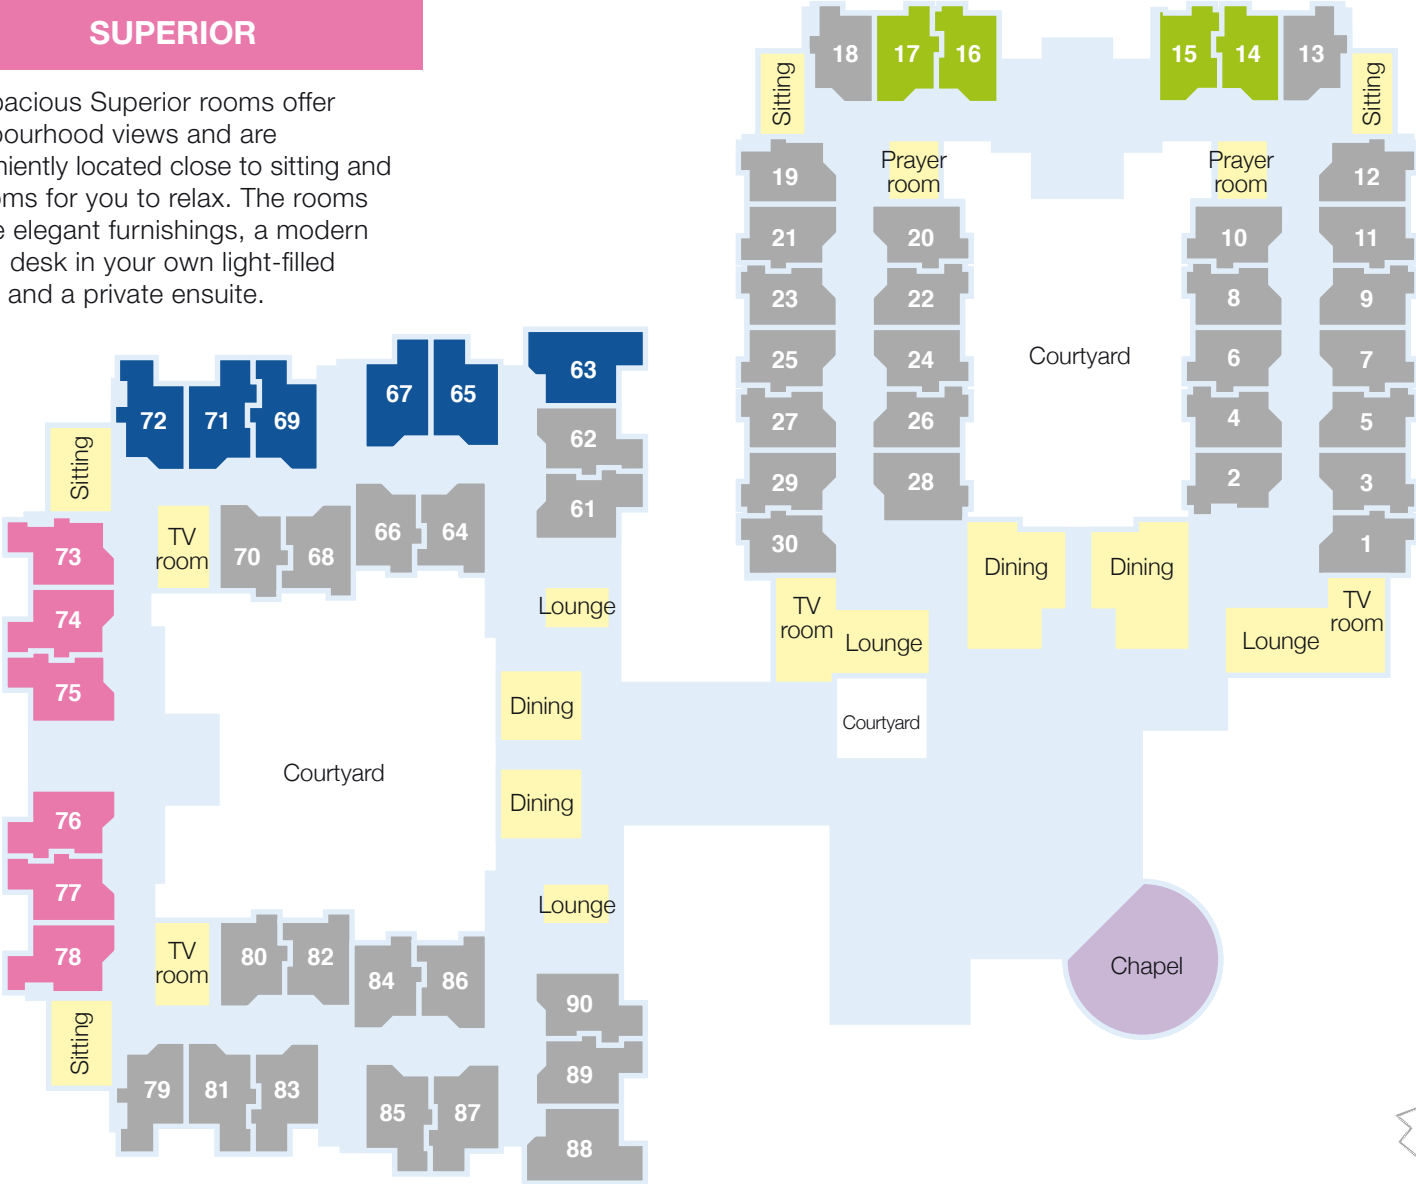 SUPERIOR
pacious Superior rooms offer
bourhood views and are
niently located close to sitting and
oms for you to relax. The rooms
e elegant furnishings, a modern
desk in your own light-filled
and a private ensuite.
18
17
16
15
14
13
Sitting
Sitting
Prayer
room
Prayer
room
19
12
21
20
10
11
23
22
8
9
25
24
Courtyard
6
7
27
26
4
5
29
28
2
3
30
1
Dining
Dining
TV
room
Lounge
Lounge
TV
room
Courtyard
Chapel
63
67
65
72
71
69
62
Sitting
61
TV
room
70
68
66
64
73
74
75
Lounge
Dining
Courtyard
Dining
76
77
78
Lounge
TV
room
80
82
84
86
90
Sitting
79
81
83
89
85
87
88